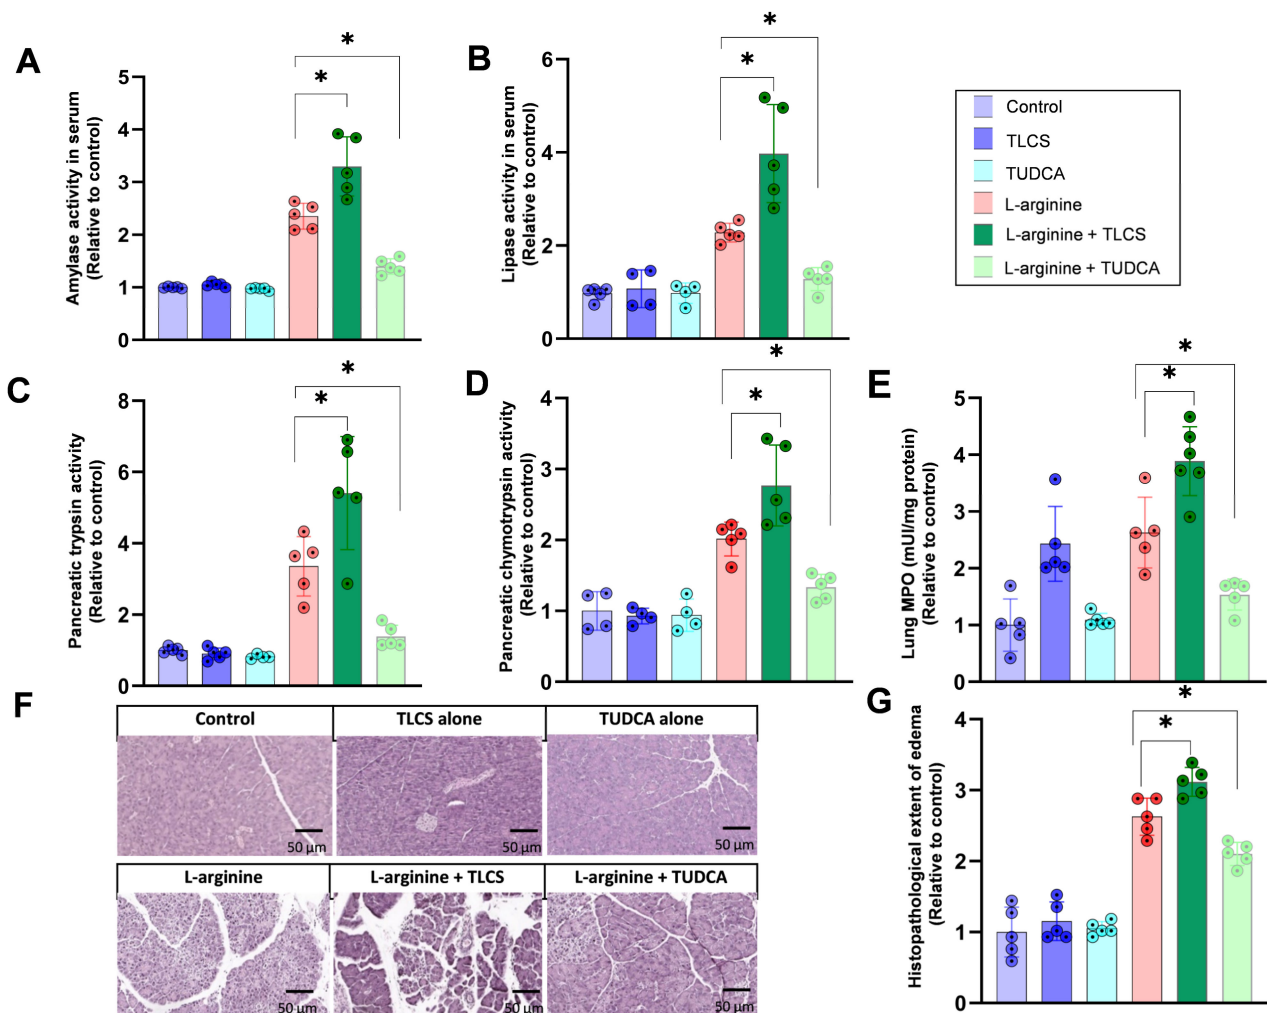 A
Amylase activity in serum
(Relative to control)
5
4
3
2
1
0
*
*
B
Lipase activity in serum
(Relative to control)
6
4
2
0
*
*
Control
TLCS
TUDCA
L-arginine
L-arginine + TLCS
L-arginine + TUDCA
C
Pancreatic trypsin activity
(Relative to control)
8
6
4
2
0
*
*
D
Pancreatic chymotrypsin activity
(Relative to control)
4
3
2
1
0
*
*
E
Lung MPO (mUI/mg protein)
(Relative to control)
5
4
3
2
1
0
*
*
F
Control
TLCS alone
TUDCA alone
50 µm
50 µm
50 µm
L-arginine
L-arginine + TLCS
L-arginine + TUDCA
50 µm
50 µm
50 µm
G
Histopathological extent of edema
(Relative to control)
4
3
2
1
0
*
*